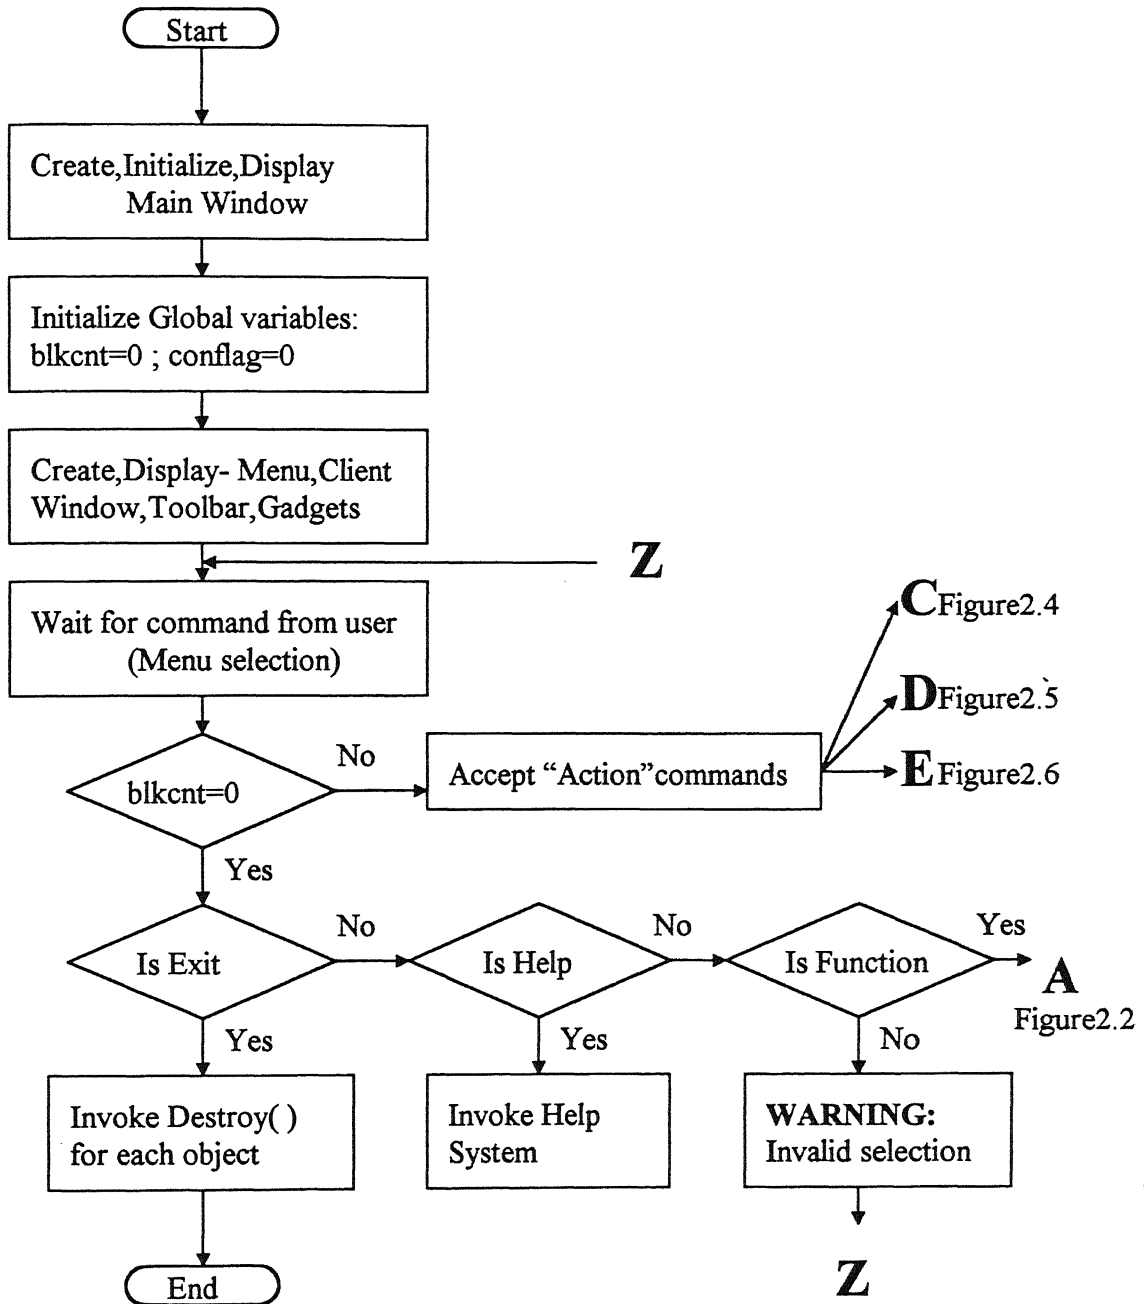 Start
Create,Initialize,Display
Main Window
Initialize Global variables:
blkcnt=0 ; conflag=0
Create,Display- Menu,Client
Window,Toolbar,Gadgets
Z
Wait for command from user
(Menu selection)
C Figure2.4
D Figure2.5
E Figure2.6
blkcnt=0
No
Accept “Action”commands
Yes
Is Exit
No
Is Help
No
Is Function
Yes
A
Figure2.2
Yes
Yes
No
Invoke Destroy( )
for each object
Invoke Help
System
WARNING:
Invalid selection
Z
End